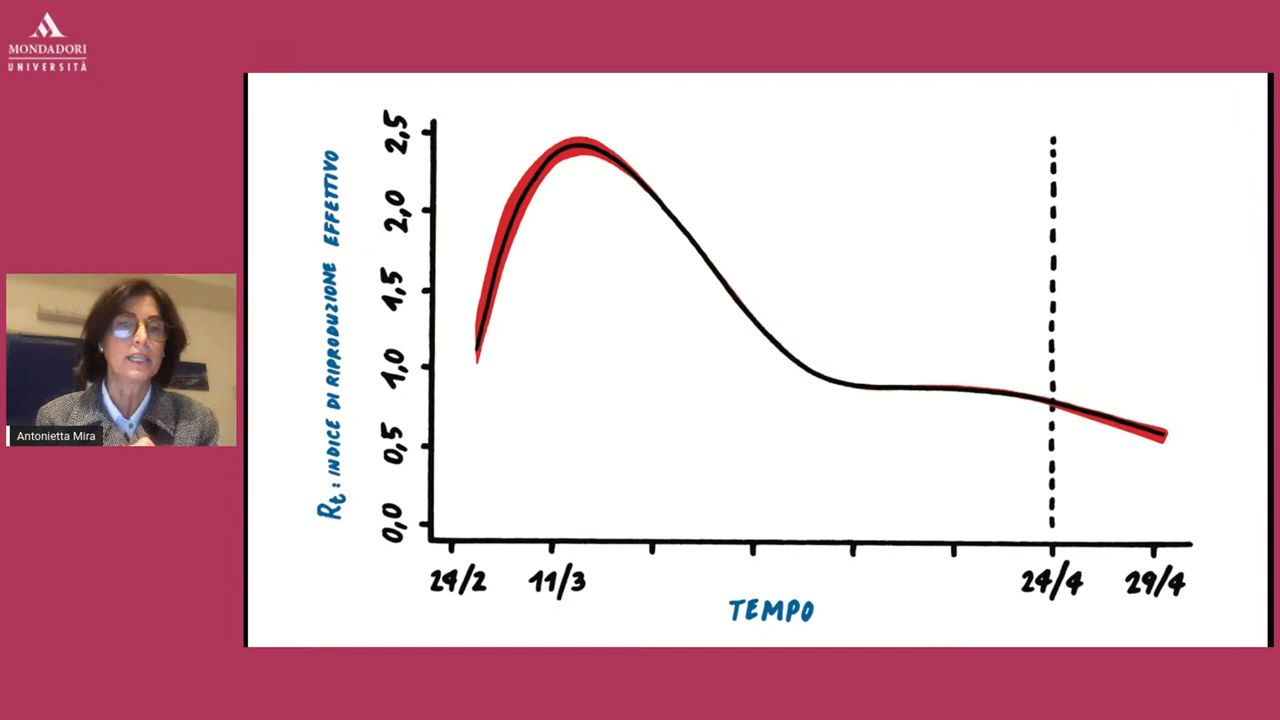 MONDADORI
UNIVERSITÀ
Rt: INDICE DI RIPRODUZIONE EFFETTIVO
2,5
2,0
1,5
1,0
0,5
0,0
24/2
11/3
24/4
29/4
TEMPO
Antonietta Mira